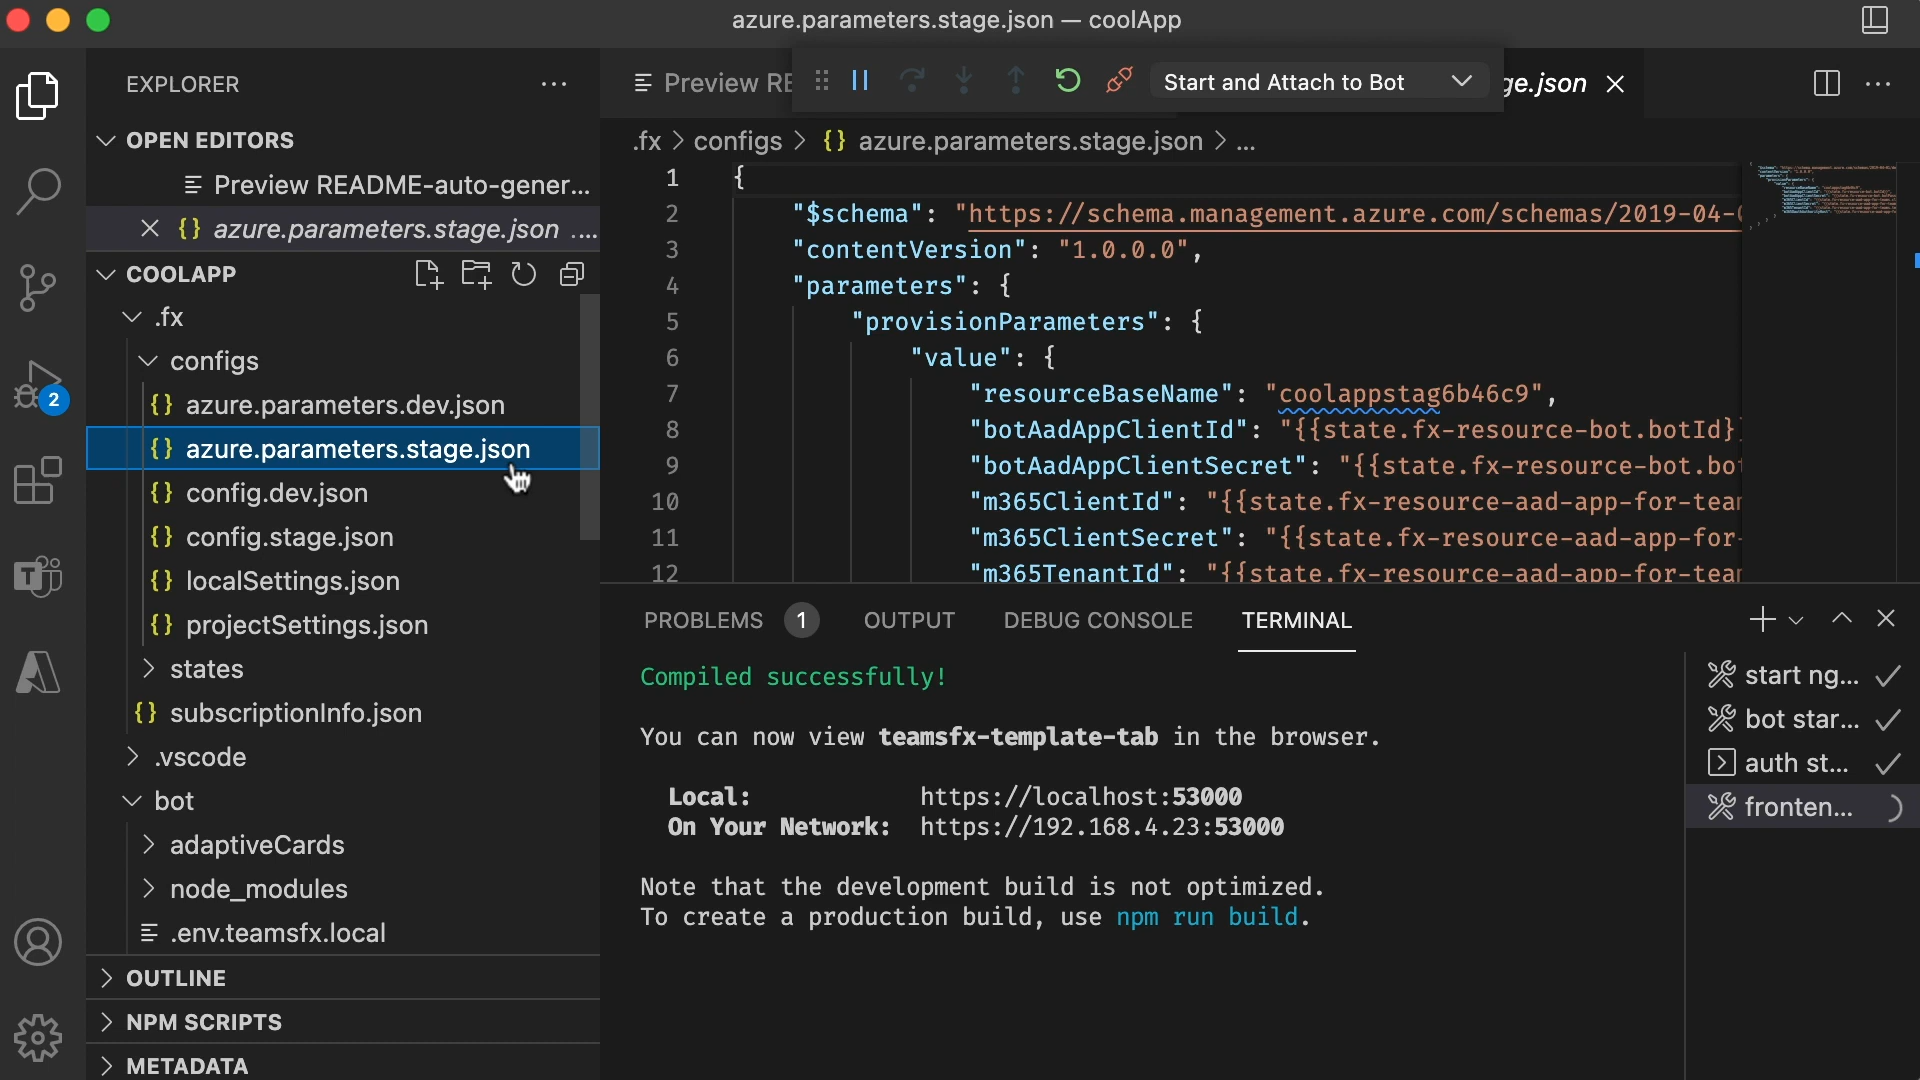 azure.parameters.stage.json — coolApp
EXPLORER
OPEN EDITORS
Preview README-auto-gener...
{} azure.parameters.stage.json ....
COOLAPP
.fx
configs
{} azure.parameters.dev.json
{} azure.parameters.stage.json
{} config.dev.json
{} config.stage.json
{} localSettings.json
{} projectSettings.json
states
{} subscriptionInfo.json
.vscode
bot
adaptiveCards
node_modules
.env.teamsfx.local
OUTLINE
NPM SCRIPTS
METADATA
2
Preview RE
Start and Attach to Bot
ge.json
.fx > configs > {} azure.parameters.stage.json > ...
1 {
2 "$schema": "https://schema.management.azure.com/schemas/2019-04-
3 "contentVersion": "1.0.0.0",
4 "parameters": {
5 "provisionParameters": {
6 "value": {
7 "resourceBaseName": "coolappstag6b46c9",
8 "botAadAppClientId": "{{state.fx-resource-bot.botId}
9 "botAadAppClientSecret": "{{state.fx-resource-bot.bo
10 "m365ClientId": "{{state.fx-resource-aad-app-for-tea
11 "m365ClientSecret": "{{state.fx-resource-aad-app-for-
12 "m365TenantId": "{{state.fx-resource-aad-app-for-tea
PROBLEMS 1 OUTPUT DEBUG CONSOLE TERMINAL
Compiled successfully!
You can now view teamsfx-template-tab in the browser.
Local: https://localhost:53000
On Your Network: https://192.168.4.23:53000
Note that the development build is not optimized.
To create a production build, use npm run build.
start ng...
bot star...
auth st...
fronten...